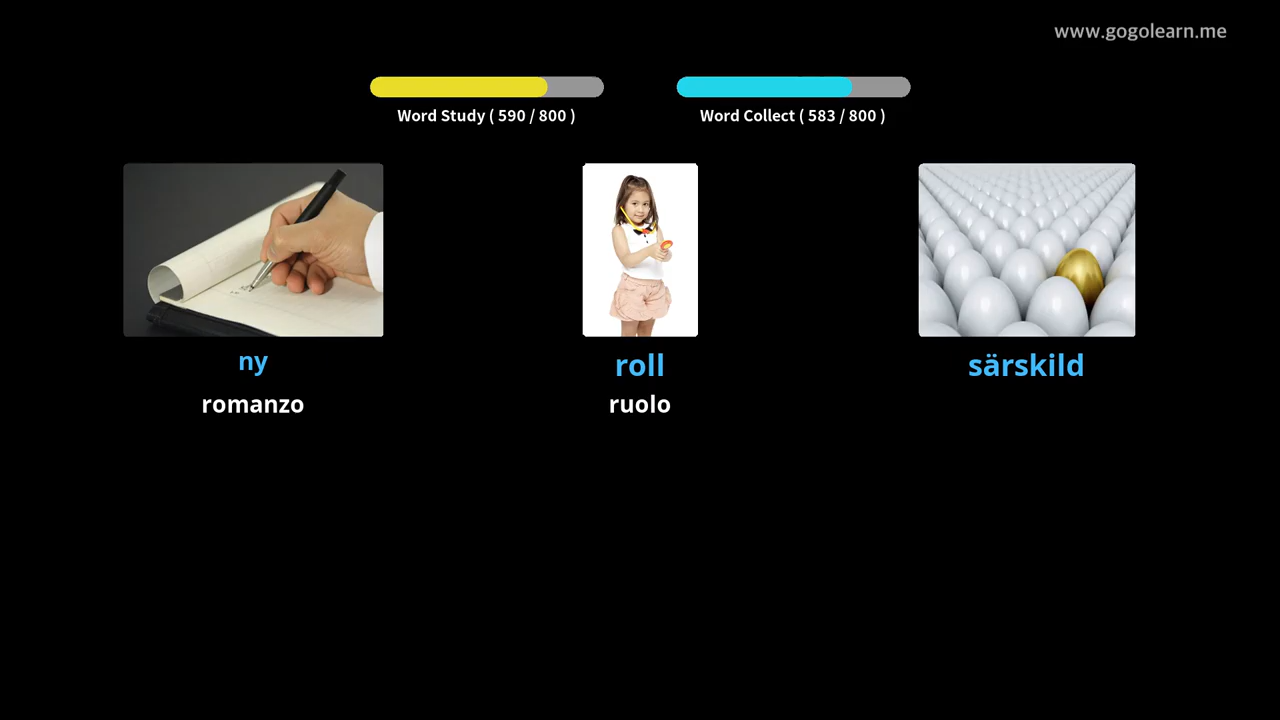 www.gogolearn.me
Word Study ( 590 / 800 )
Word Collect ( 583 / 800 )
ny
roll
särskild
romanzo
ruolo